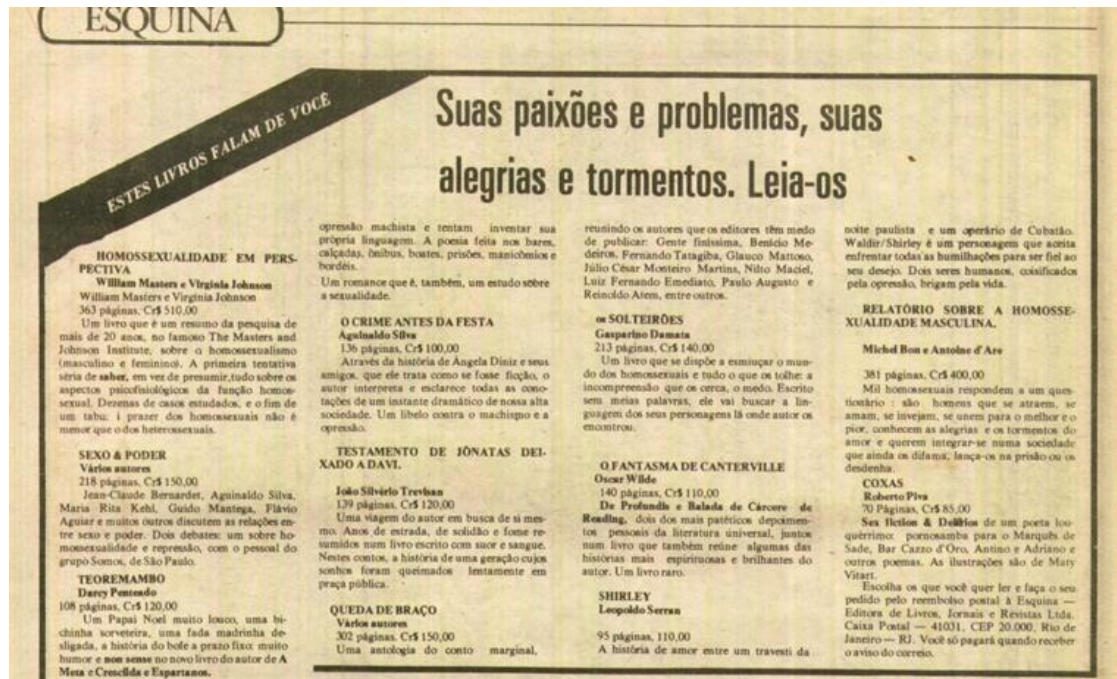 ESQUINA
ESTES LIVROS FALAM DE VOCÊ
Suas paixões e problemas, suas
alegrias e tormentos. Leia-os
HOMOSSEXUALIDADE EM PERS-
PECTIVA
William Masters e Virginia Johnson
William Masters e Virginia Johnson
363 páginas, Cr$ 510,00
Um livro que é um resumo da pesquisa de
mais de 20 anos, no famoso The Masters and
Johnson Institute, sobre o homossexualismo
(masculino e feminino). A primeira tentativa
séria de saber, em vez de presumir,tudo sobre os
aspectos psicofisiológicos da função homos-
sexual. Dezenas de casos estudados, e o fim de
um tabu: i prazer dos homossexuais não é
menor que o dos heterossexuais.
SEXO & PODER
Vários autores
218 páginas, Cr$ 150,00
Jean-Claude Bernardet, Aguinaldo Silva,
Maria Rita Kehl, Guido Mantega, Flávio
Aguiar e muitos outros discutem as relações en-
tre sexo e poder. Dois debates: um sobre ho-
mossexualidade e repressão, com o pessoal do
grupo Somos, de São Paulo.
TEOREMAMBO
Darcy Penteado
108 páginas, Cr$ 120,00
Um Papai Noel muito louco, uma bi-
chinha sorveteira, uma fada madrinha de-
sligada, a história do bofe a prazo fixo: muito
humor e non sense no novo livro do autor de A
Meta e Crescilda e Espartanos.
opressão machista e tentam inventar sua
própria linguagem. A poesia feita nos bares,
calçadas, ônibus, boates, prisões, manicômios e
bordéis.
Um romance que é, também, um estudo sobre
a sexualidade.
O CRIME ANTES DA FESTA
Aguinaldo Silva
136 páginas, Cr$ 100,00
Através da história de Ângela Diniz e seus
amigos, que ele trata como se fosse ficção, o
autor interpreta e esclarece todas as cono-
tações de um instante dramático de nossa alta
sociedade. Um libelo contra o machismo e a
opressão.
TESTAMENTO DE JÔNATAS DEI-
XADO A DAVI.
João Silvério Trevisan
139 páginas, Cr$ 120,00
Uma viagem do autor em busca de si mes-
mo. Anos de estrada, de solidão e fome re-
sumidos num livro escrito com suor e sangue.
Nestes contos, a história de uma geração cujos
sonhos foram queimados lentamente em
praça pública.
QUEDA DE BRAÇO
Vários autores
302 páginas, Cr$ 150,00
Uma antologia do conto marginal,
reunindo os autores que os editores têm medo
de publicar: Gente finíssima, Benício Me-
deiros, Fernando Tatagiba, Glauco Mattoso,
Júlio César Monteiro Martins, Nilto Maciel,
Luiz Fernando Emediato, Paulo Augusto e
Reinoldo Atem, entre outros.
os SOLTEIRÕES
Gasparino Damata
213 páginas, Cr$ 140,00
Um livro que se dispõe a esmiuçar o mun-
do dos homossexuais e tudo o que os tolhe: a
incompreensão que os cerca, o medo. Escrito
sem meias palavras, ele vai buscar a lin-
guagem dos seus personagens lá onde autor os
encontrou.
O FANTASMA DE CANTERVILLE
Oscar Wilde
140 páginas, Cr$ 110,00
De Profundis e Balada de Cárcere de
Reading, dois dos mais patéticos depoimen-
tos pessoais da literatura universal, juntos
num livro que também reúne algumas das
histórias mais espirituosas e brilhantes do
autor. Um livro raro.
SHIRLEY
Leopoldo Serran
95 páginas, 110,00
A história de amor entre um travesti da
noite paulista e um operário de Cubatão.
Waldir/Shirley é um personagem que aceita
enfrentar todas as humilhações para ser fiel ao
seu desejo. Dois seres humanos, coisificados
pela opressão, brigam pela vida.
RELATÓRIO SOBRE A HOMOSSE-
XUALIDADE MASCULINA.
Michel Bon e Antoine d'Arc
381 páginas, Cr$ 400,00
Mil homossexuais respondem a um ques-
tionário : são homens que se atraem, se
amam, se invejam, se unem para o melhor e o
pior, conhecem as alegrias e os tormentos do
amor e querem integrar-se numa sociedade
que ainda os difama, lança-os na prisão ou os
desdenha.
COXAS
Roberto Piva
70 Páginas, Cr$ 85,00
Sex fiction & Delírios de um poeta lou-
quérrimo: pornosamba para o Marquês de
Sade, Bar Cazzo d'Oro, Antino e Adriano e
outros poemas. As ilustrações são de Maty
Vitart.
Escolha os que você quer ler e faça o seu
pedido pelo reembolso postal à Esquina —
Editora de Livros, Jornais e Revistas Ltda.
Caixa Postal — 41031, CEP 20.000, Rio de
Janeiro — RJ. Você só pagará quando receber
o aviso do correio.